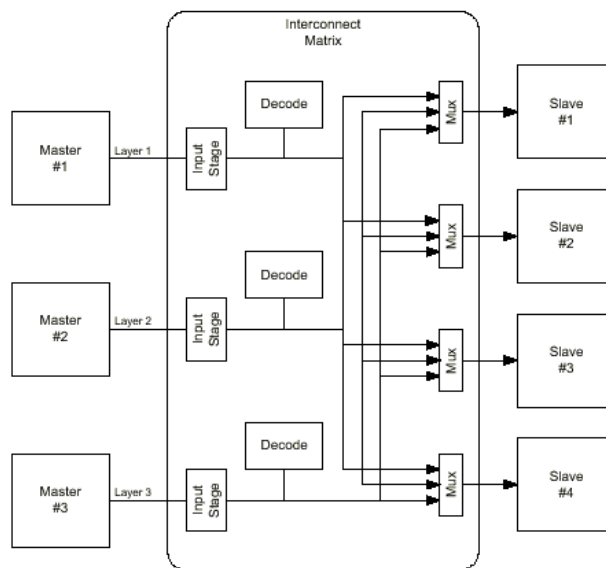 Interconnect
Matrix
Master
#1
Layer 1
Input
Stage
Decode
Mux
Slave
#1
Mux
Slave
#2
Master
#2
Layer 2
Input
Stage
Decode
Mux
Slave
#3
Master
#3
Layer 3
Input
Stage
Decode
Mux
Slave
#4